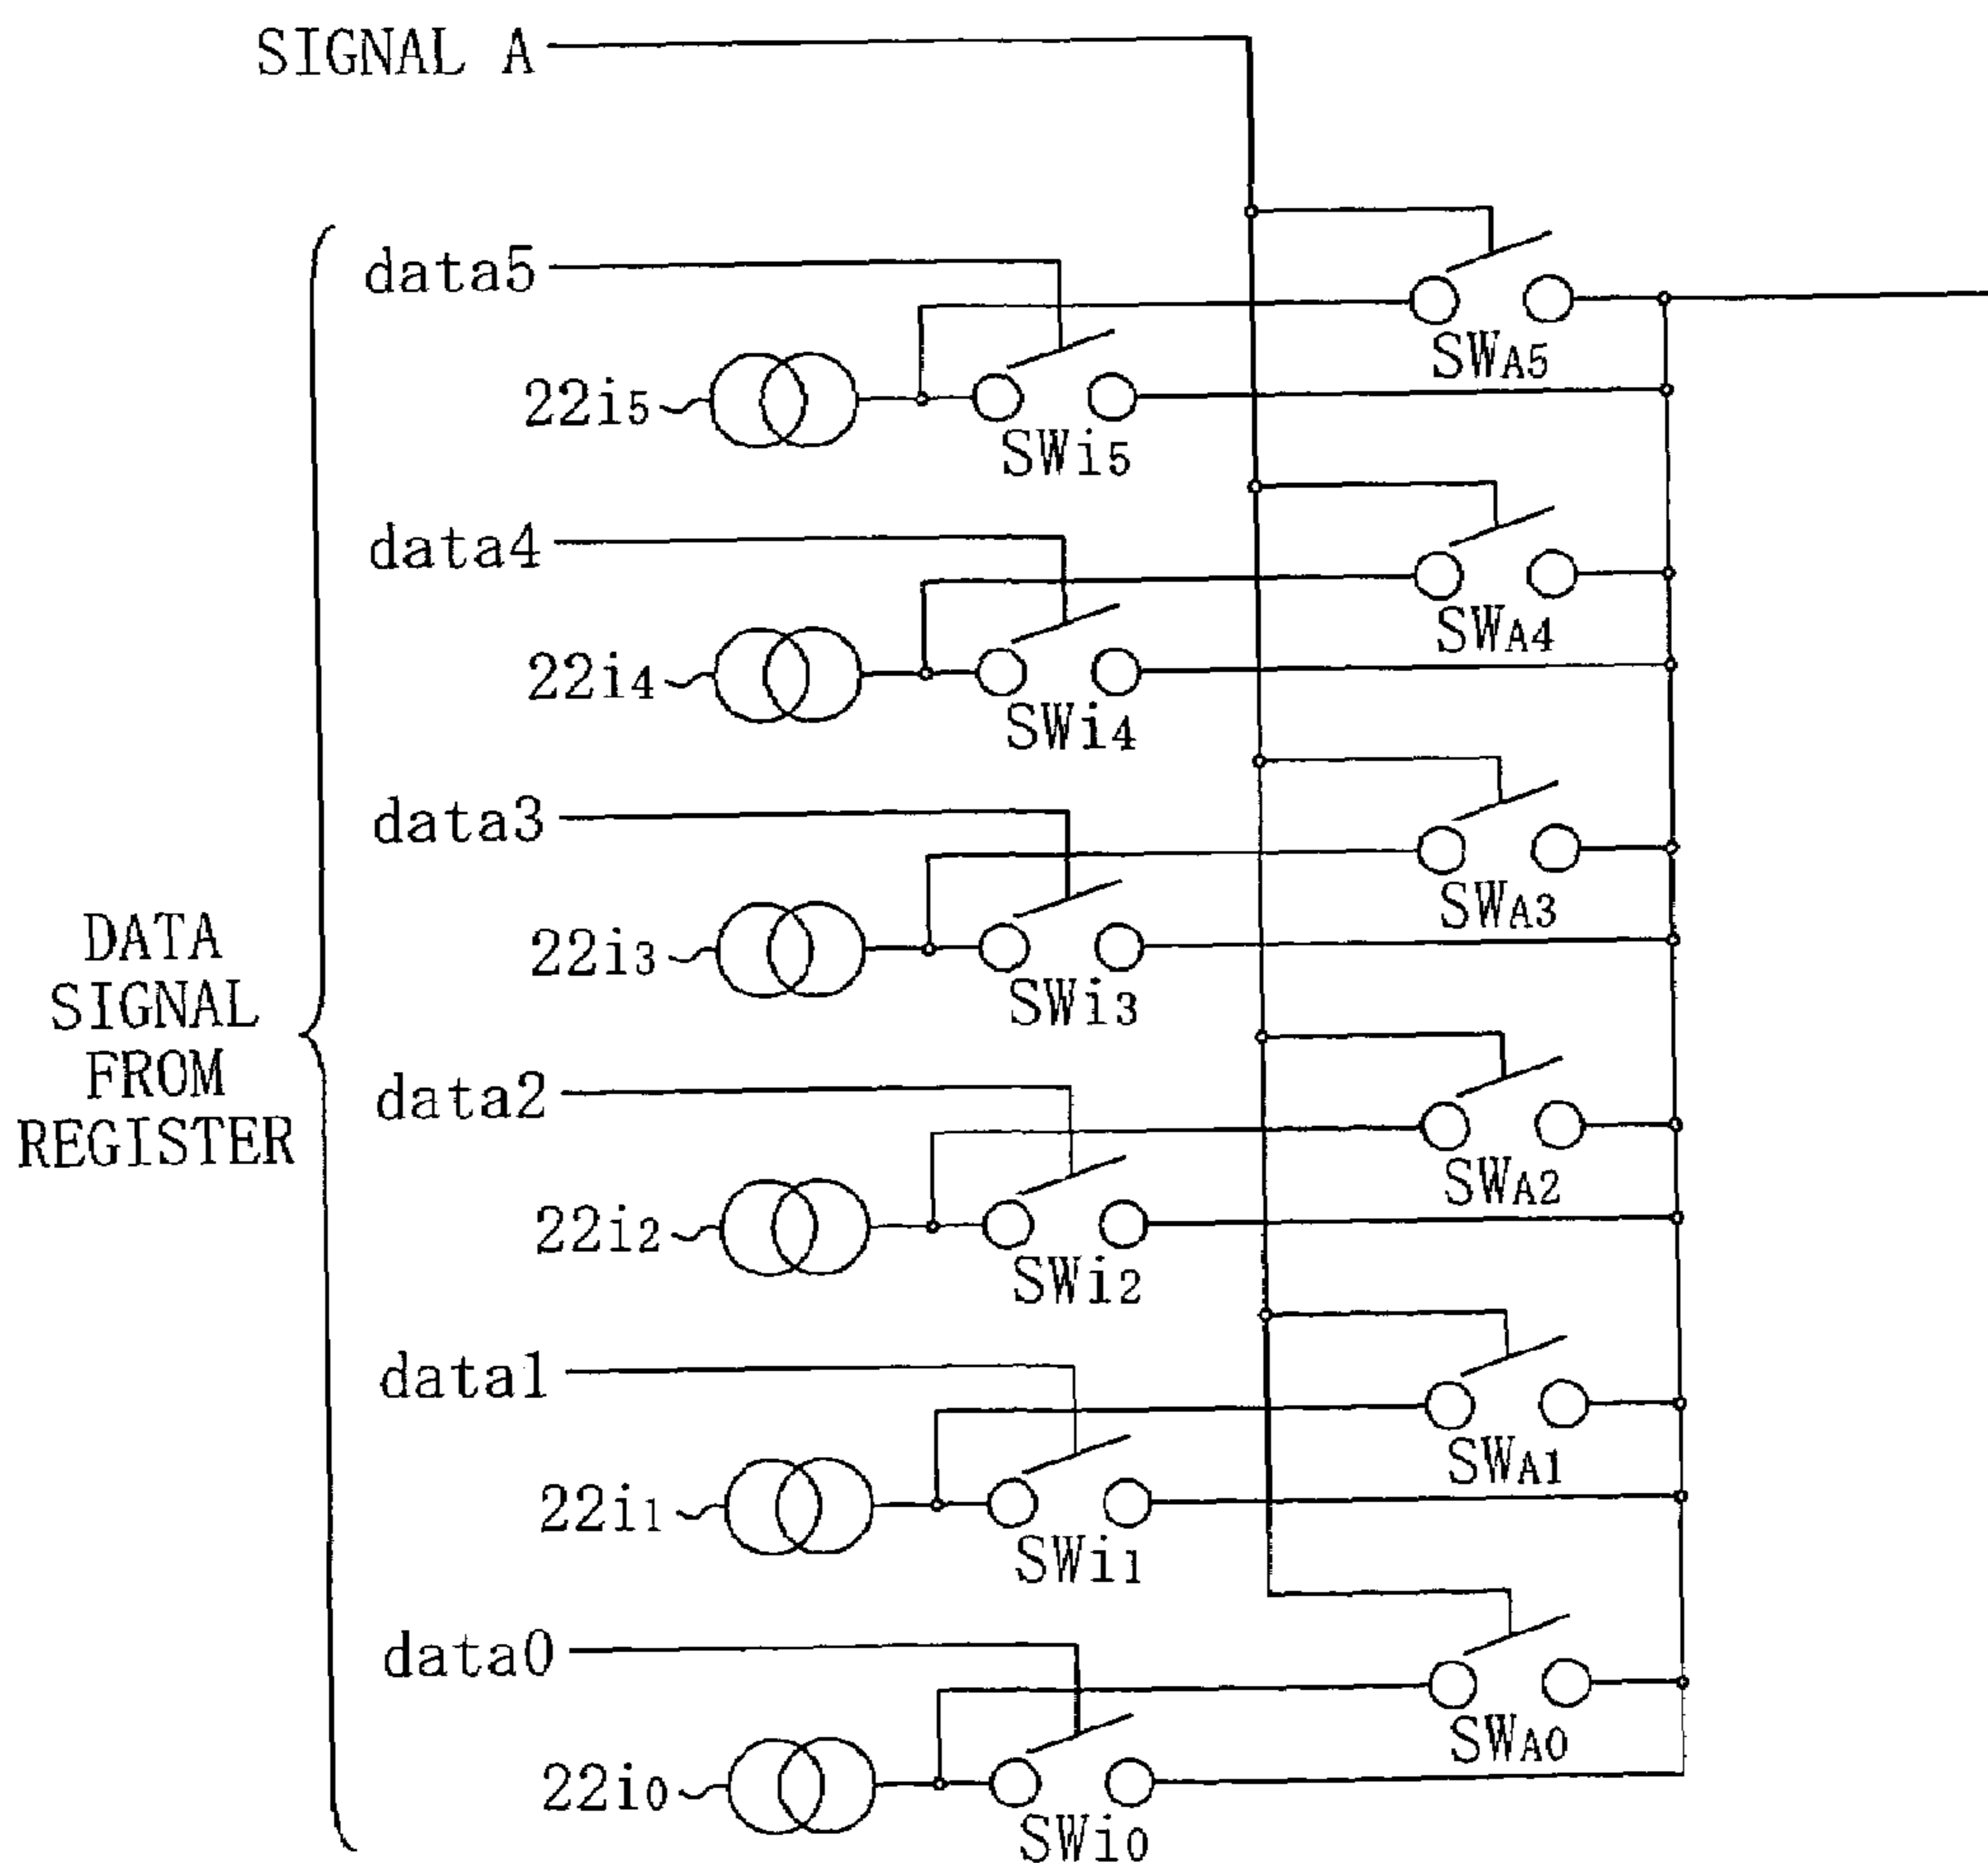 SIGNAL A
data5
SWA5
22i5
SWi5
data4
SWA4
22i4
SWi4
data3
SWA3
22i3
SWi3
DATA
SIGNAL
FROM
REGISTER
data2
SWA2
22i2
SWi2
data1
SWA1
22i1
SWi1
data0
SWA0
22i0
SWi0